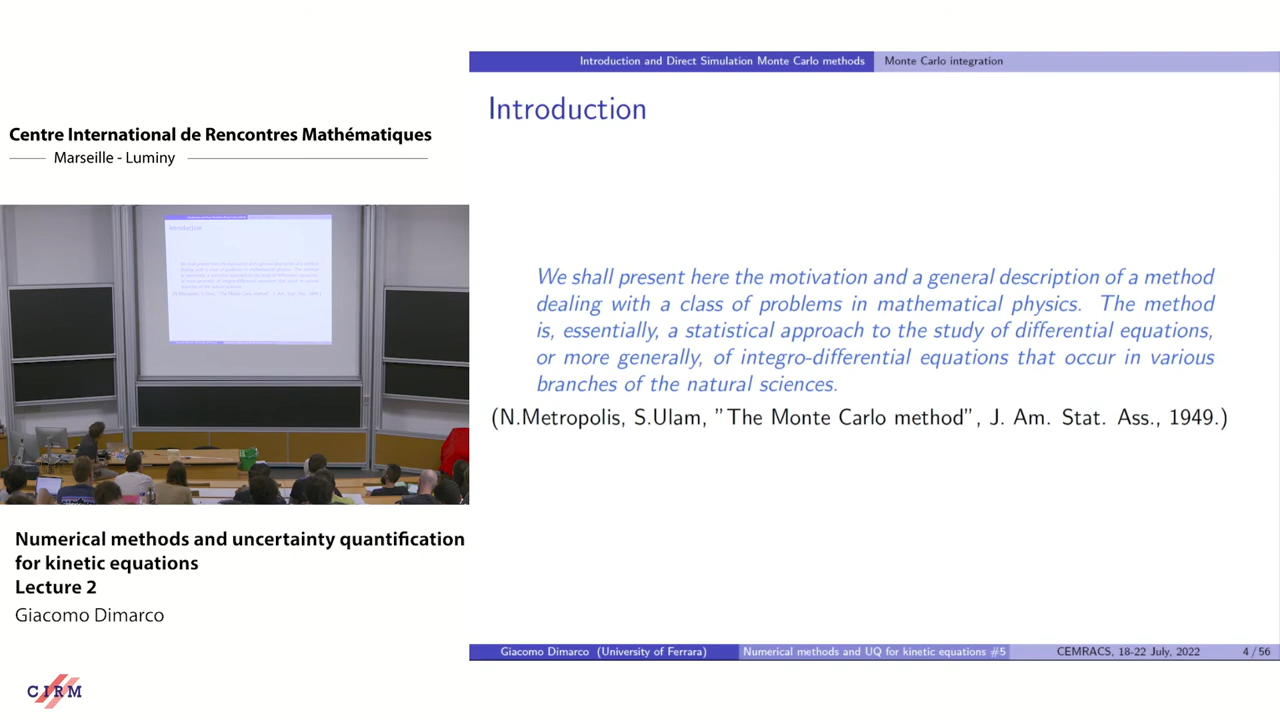 Centre International de Rencontres Mathématiques
Marseille - Luminy
Numerical methods and uncertainty quantification
for kinetic equations
Lecture 2
Giacomo Dimarco
CIRM
Introduction and Direct Simulation Monte Carlo methods
Monte Carlo integration
Introduction
We shall present here the motivation and a general description of a method
dealing with a class of problems in mathematical physics. The method
is, essentially, a statistical approach to the study of differential equations,
or more generally, of integro-differential equations that occur in various
branches of the natural sciences.
(N.Metropolis, S.Ulam, ”The Monte Carlo method”, J. Am. Stat. Ass., 1949.)
Giacomo Dimarco (University of Ferrara)
Numerical methods and UQ for kinetic equations #5
CEMRACS, 18-22 July, 2022
4/56